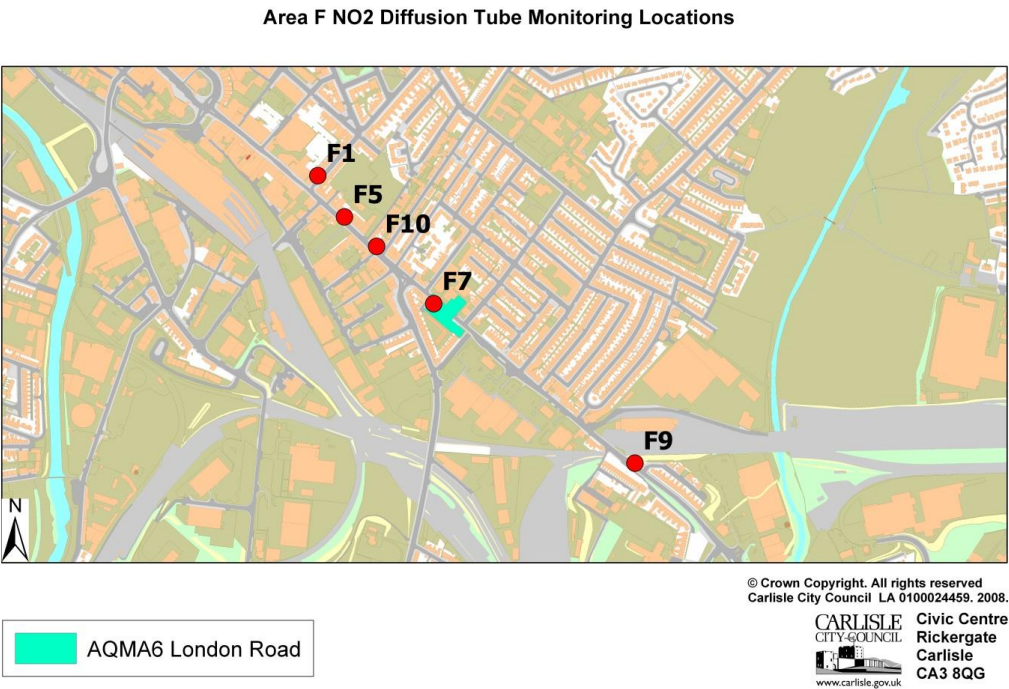 Area F NO2 Diffusion Tube Monitoring Locations
F1
F5
F10
F7
F9
N
© Crown Copyright. All rights reserved
Carlisle City Council LA 0100024459. 2008.
AQMA6 London Road
CARLISLE
CITY-COUNCIL
www.carlisle.gov.uk
Civic Centre
Rickergate
Carlisle
CA3 8QG